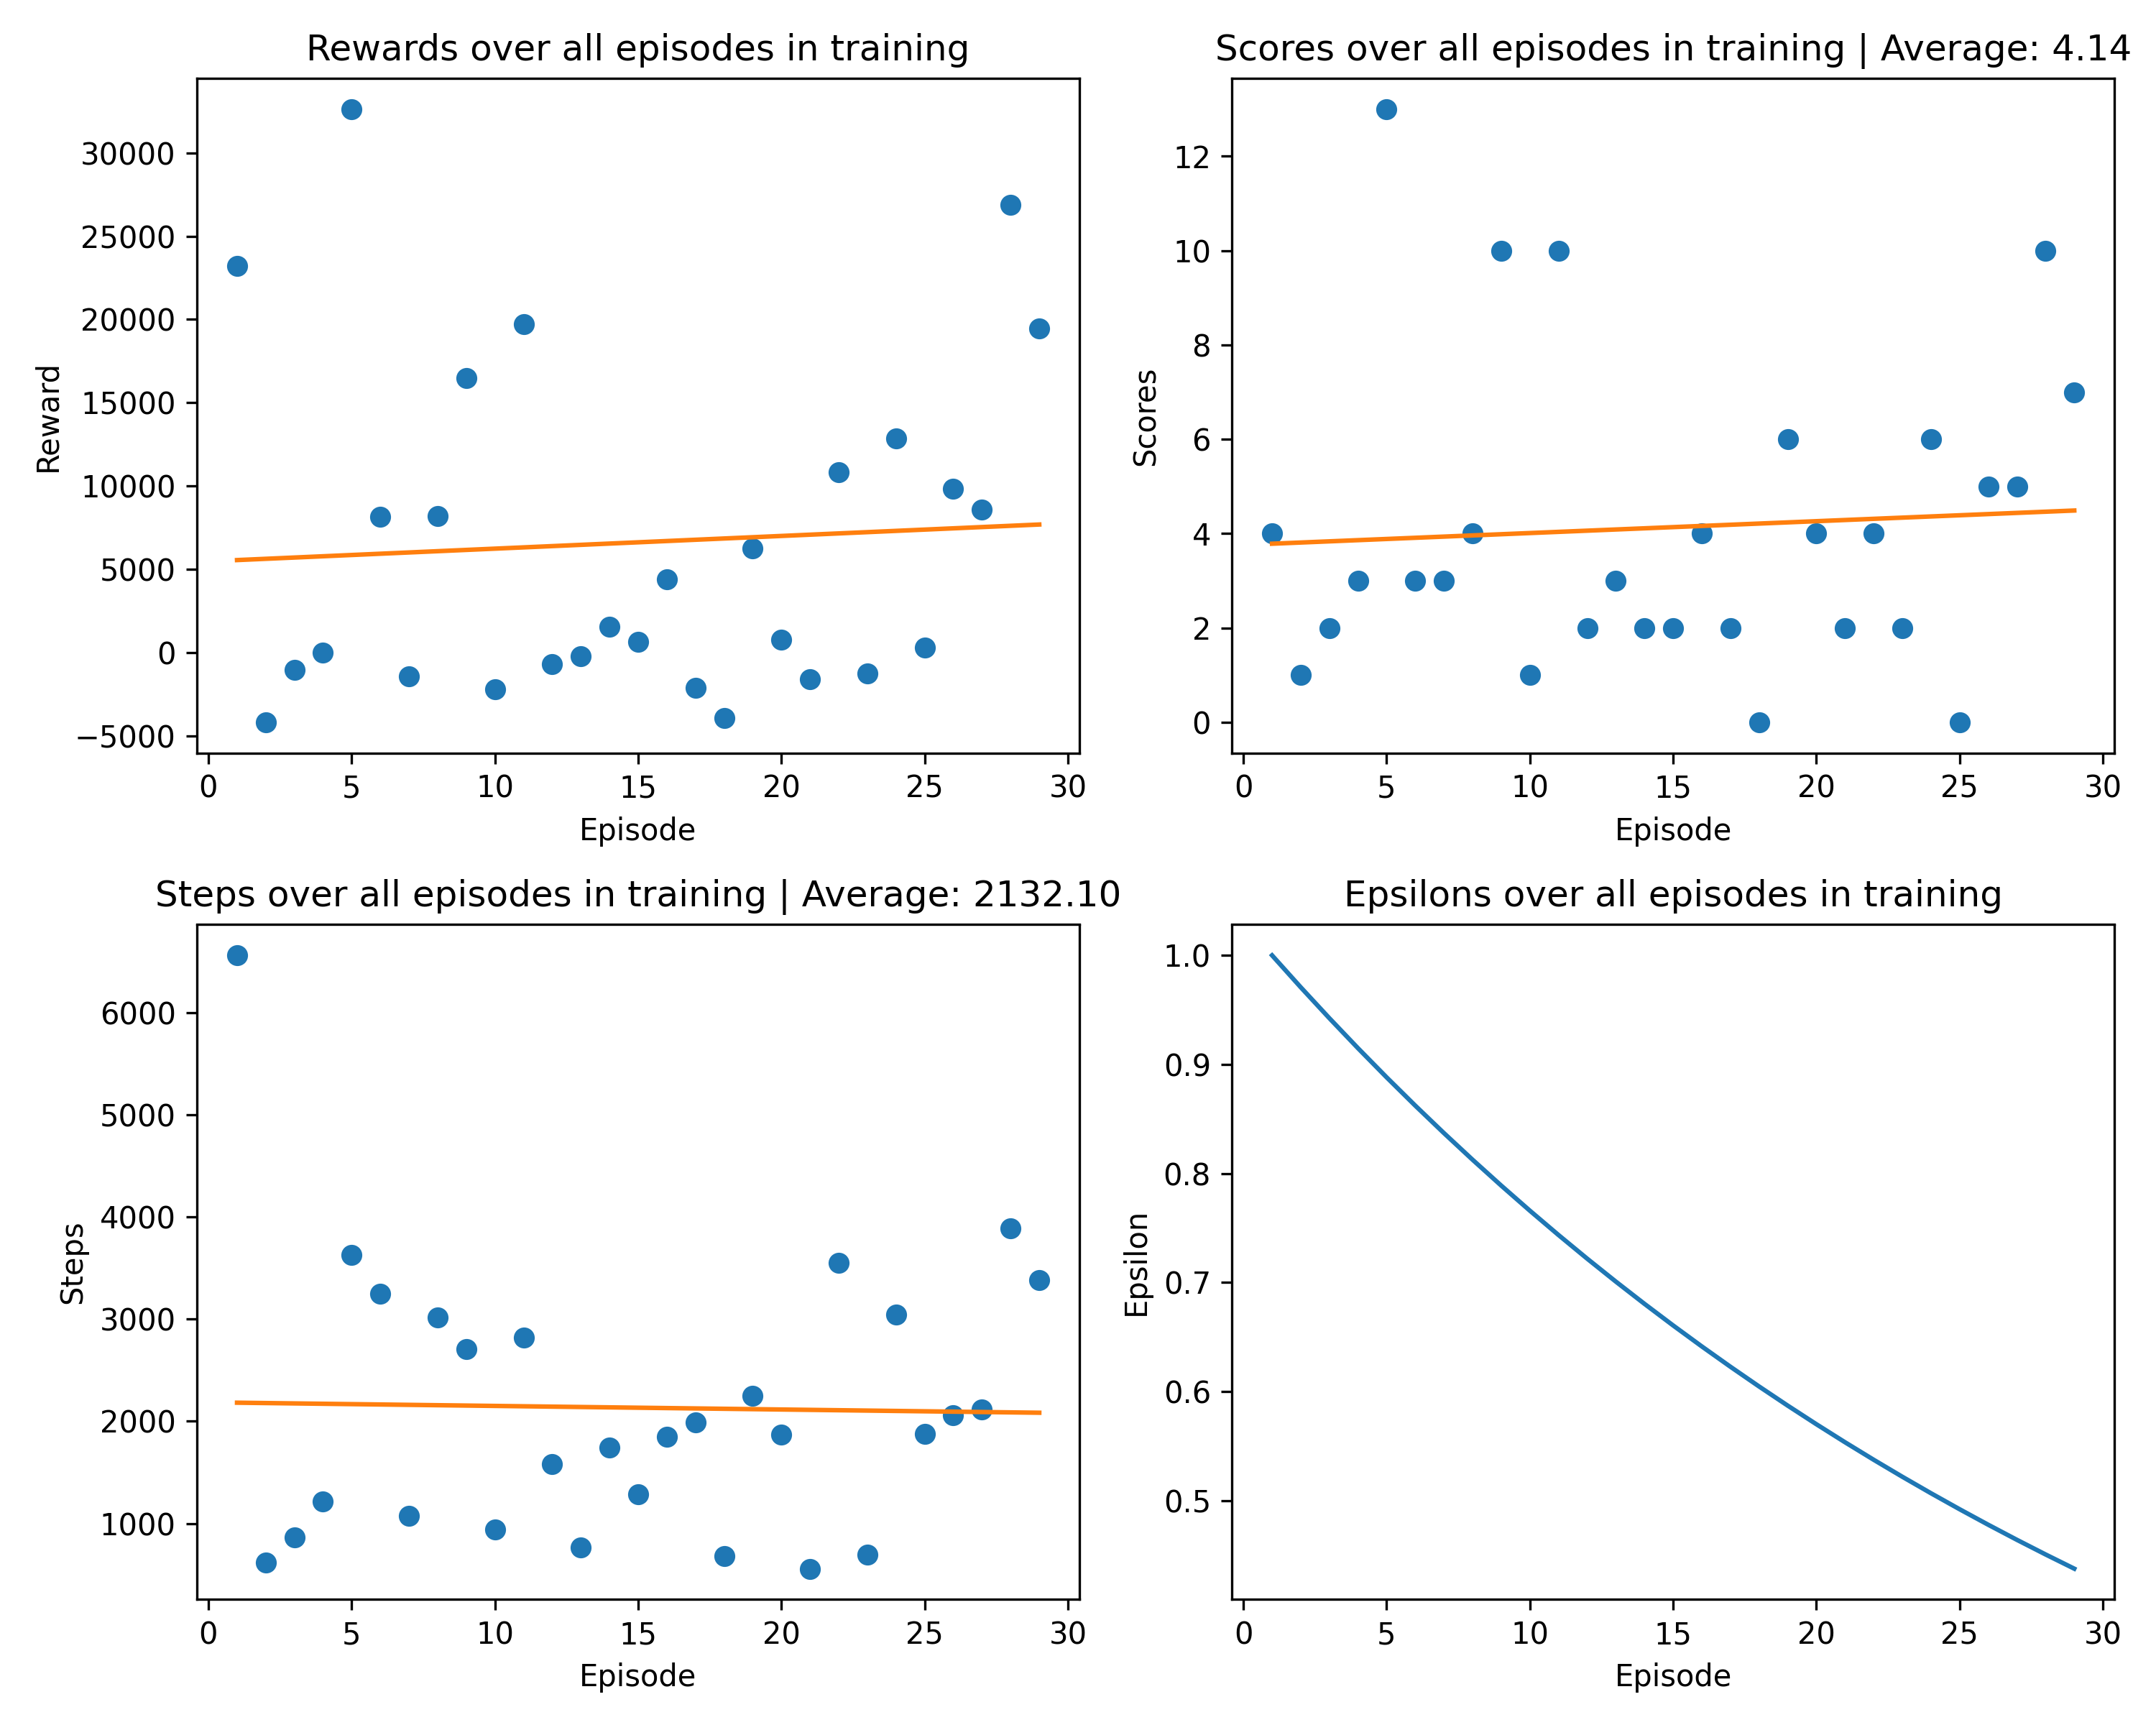 Rewards over all episodes in training
30000
25000
20000
15000
10000
5000
0
−5000
Reward
0 5 10 15 20 25 30
Episode
Scores over all episodes in training | Average: 4.14
12
10
8
6
4
2
0
Scores
0 5 10 15 20 25 30
Episode
Steps over all episodes in training | Average: 2132.10
6000
5000
4000
3000
2000
1000
Steps
0 5 10 15 20 25 30
Episode
Epsilons over all episodes in training
1.0
0.9
0.8
0.7
0.6
0.5
Epsilon
0 5 10 15 20 25 30
Episode